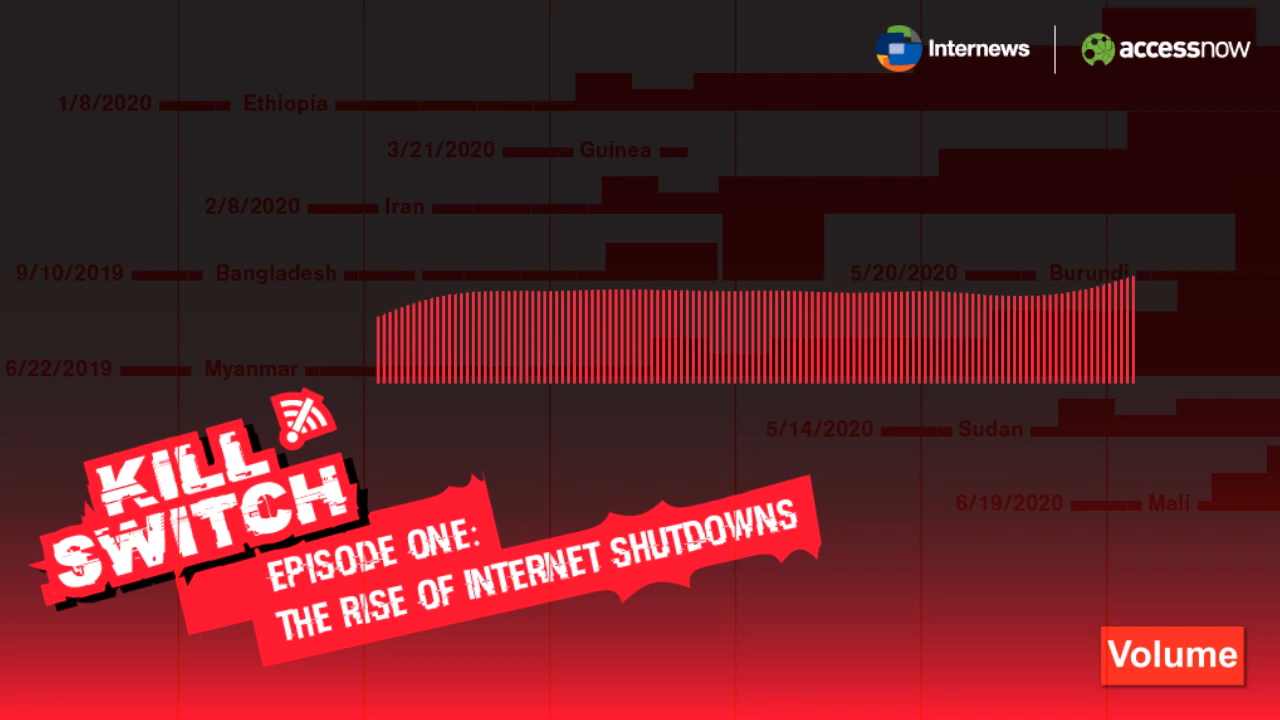 Internews
accessnow
1/8/2020 Ethiopia
3/21/2020 Guinea
2/8/2020 Iran
9/10/2019 Bangladesh
5/20/2020 Burundi
6/22/2019 Myanmar
5/14/2020 Sudan
6/19/2020 Mali
KILL
SWITCH
EPISODE ONE:
THE RISE OF INTERNET SHUTDOWNS
Volume